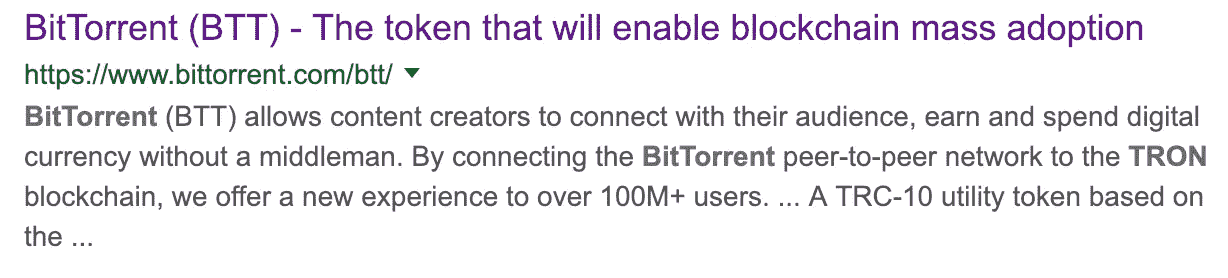 BitTorrent (BTT) - The token that will enable blockchain mass adoption
https://www.bittorrent.com/btt/
BitTorrent (BTT) allows content creators to connect with their audience, earn and spend digital
currency without a middleman. By connecting the BitTorrent peer-to-peer network to the TRON
blockchain, we offer a new experience to over 100M+ users. ... A TRC-10 utility token based on
the ...